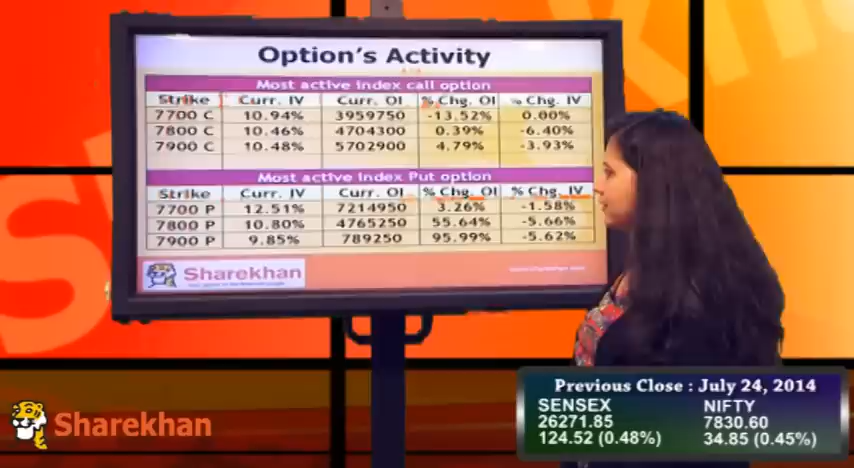 Option's Activity
Most active index call option
Strike Curr. IV Curr. OI % Chg. OI % Chg. IV
7700 C 10.94% 3959750 -13.52% 0.00%
7800 C 10.46% 4704300 0.39% -6.40%
7900 C 10.48% 5702900 4.79% -3.93%
Most active index Put option
Strike Curr. IV Curr. OI % Chg. OI % Chg. IV
7700 P 12.51% 7214950 3.26% -1.58%
7800 P 10.80% 4765250 55.64% -5.66%
7900 P 9.85% 789250 95.99% -5.62%
Sharekhan
Sharekhan
Previous Close : July 24, 2014
SENSEX NIFTY
26271.85 7830.60
124.52 (0.48%) 34.85 (0.45%)